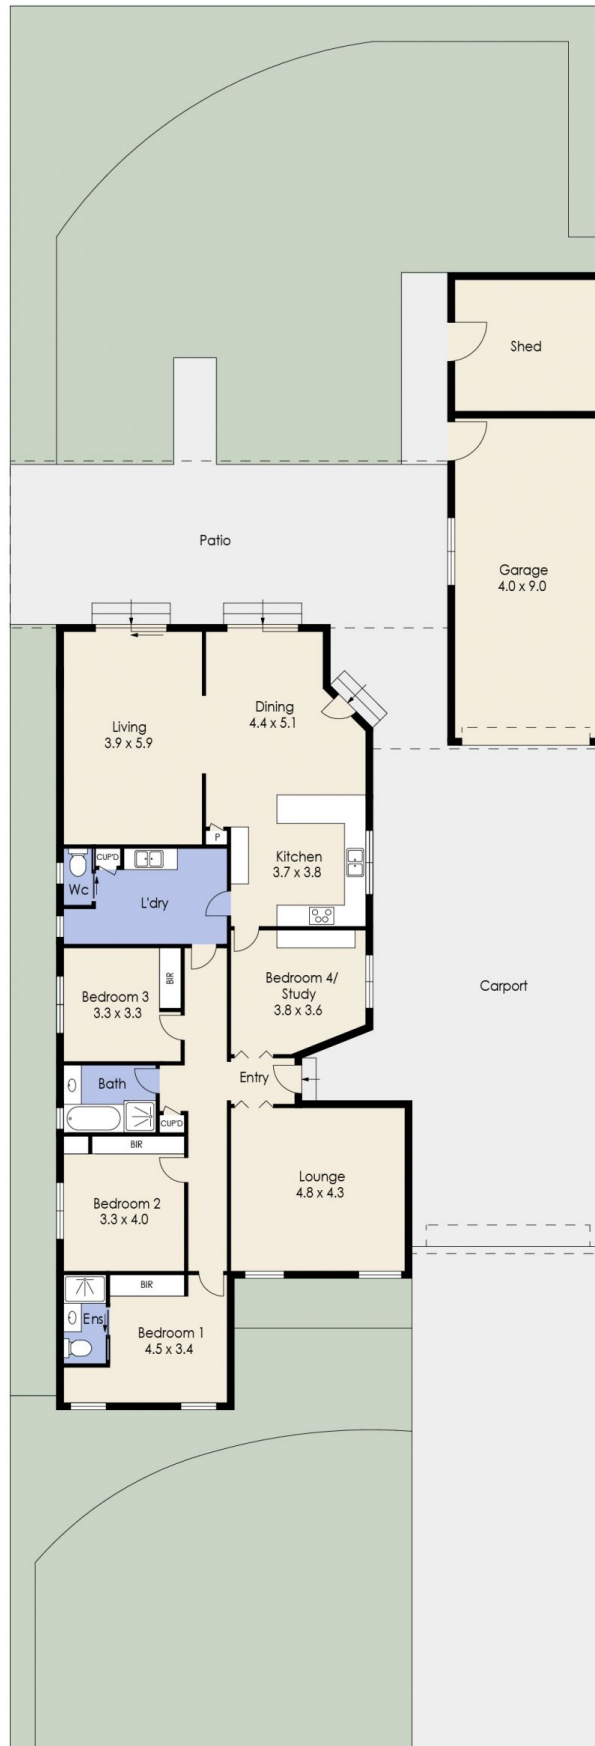 Shed
Garage
4.0 x 9.0
Patio
Living
3.9 x 5.9
Dining
4.4 x 5.1
P
Kitchen
3.7 x 3.8
CUP'D
Wc
L'dry
BIR
Bedroom 3
3.3 x 3.3
Bedroom 4/
Study
3.8 x 3.6
Carport
Bath
Entry
CUP'D
BIR
Bedroom 2
3.3 x 4.0
Lounge
4.8 x 4.3
BIR
Ens
Bedroom 1
4.5 x 3.4